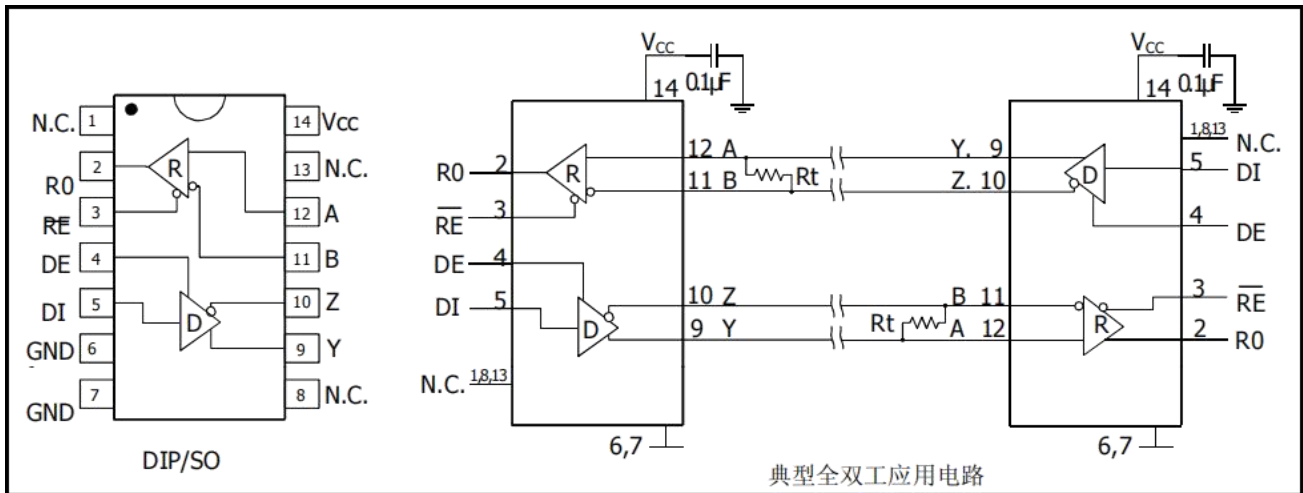 N.C. 1
2
R0
3
RE
DE 4
DI 5
GND 6
7
GND
R
D
14 Vcc
13 N.C.
12 A
11 B
10 Z
9 Y
8 N.C.
DIP/SO
VCC
14 0.1µF
R0 2
RE 3
DE 4
DI 5
N.C. 1,8,13
R
D
12 A
11 B
Rt
10 Z
9 Y
6,7
VCC
14 0.1µF
1,8,13 N.C.
Y. 9
Z. 10
D
5 DI
4 DE
B 11
Rt
A 12
R
3 RE
2 R0
6,7
典型全双工应用电路